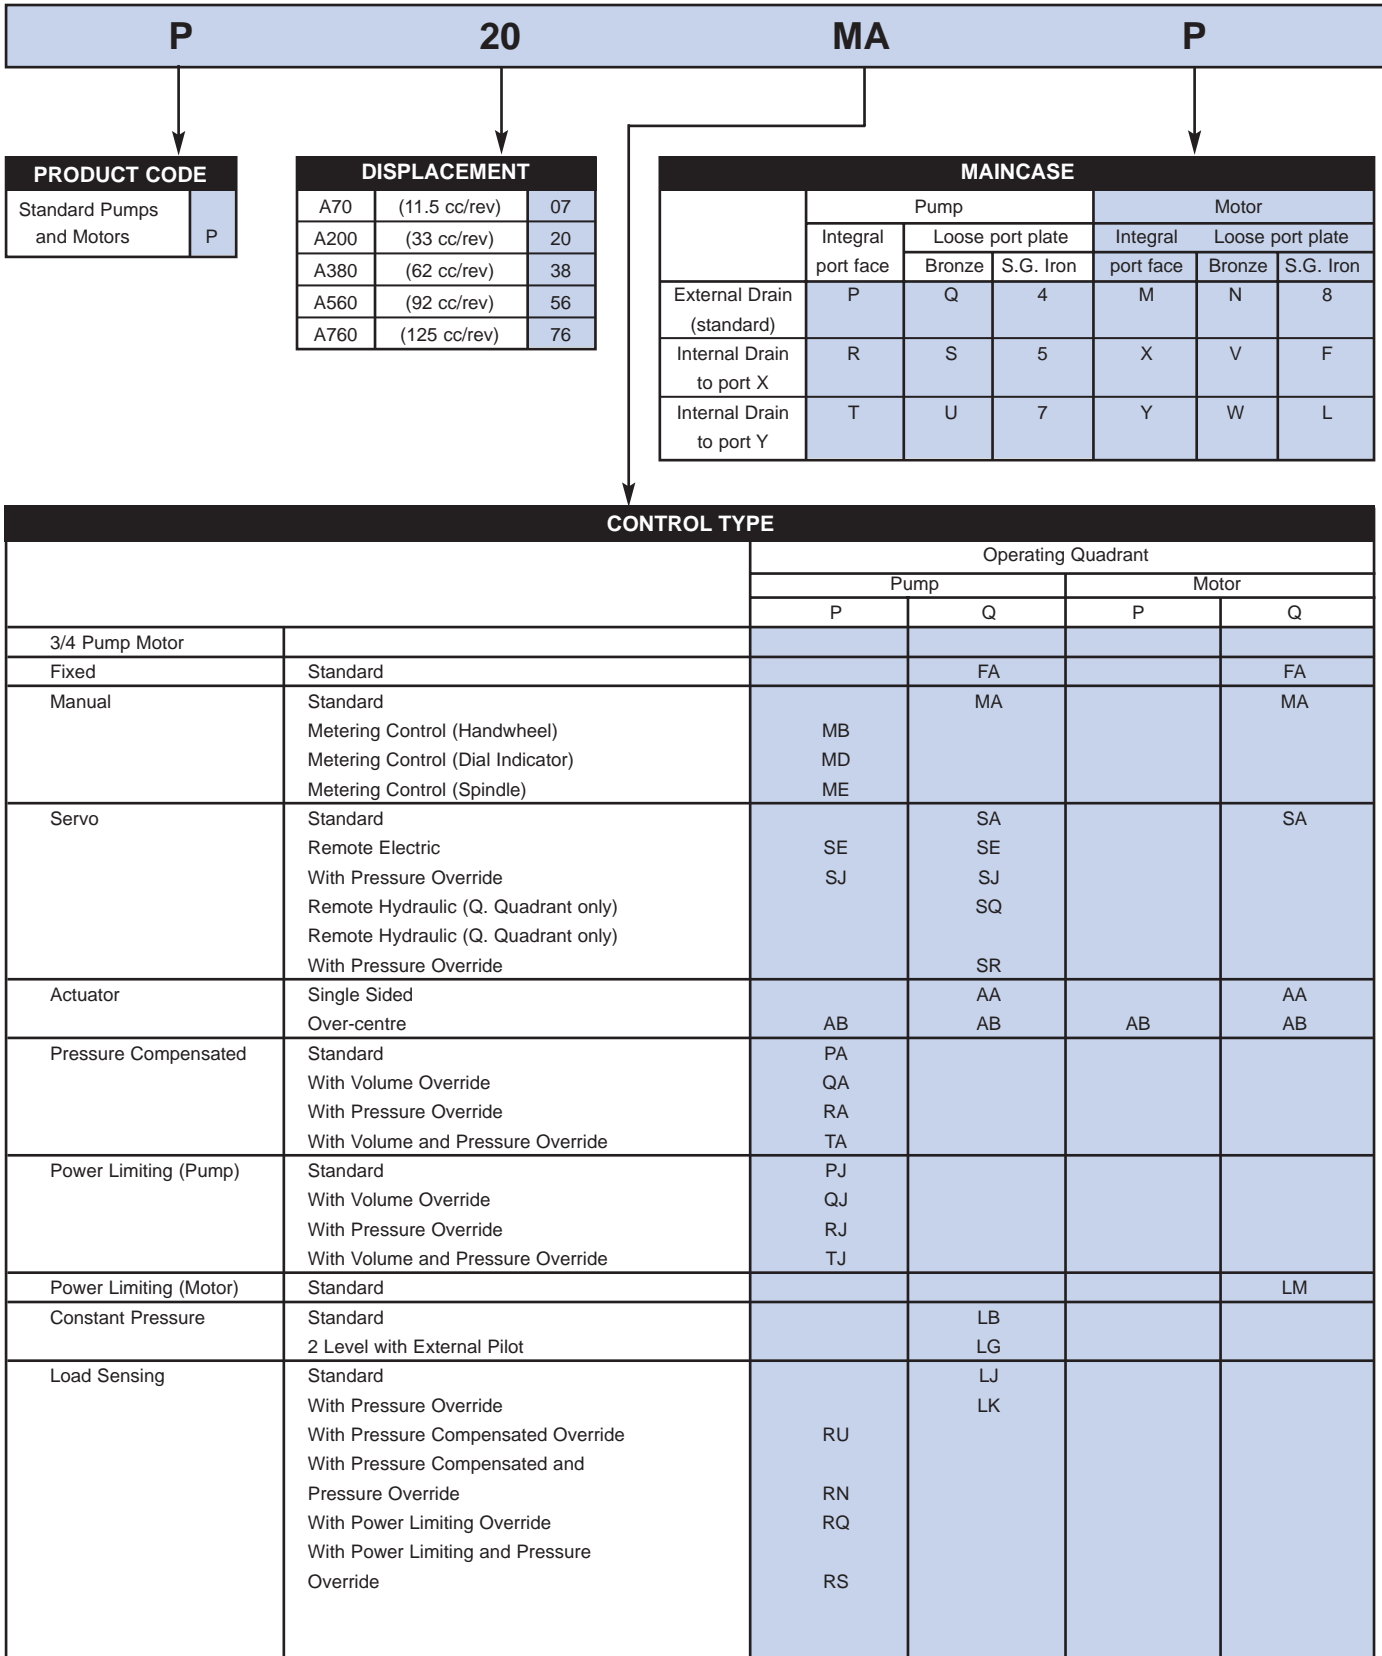 P 20 MA P
PRODUCT CODE
Standard Pumps
and Motors P
DISPLACEMENT
A70 (11.5 cc/rev) 07
A200 (33 cc/rev) 20
A380 (62 cc/rev) 38
A560 (92 cc/rev) 56
A760 (125 cc/rev) 76
MAINCASE
Pump Motor
Integral Loose port plate Integral Loose port plate
port face Bronze S.G. Iron port face Bronze S.G. Iron
External Drain P Q 4 M N 8
(standard)
Internal Drain R S 5 X V F
to port X
Internal Drain T U 7 Y W L
to port Y
CONTROL TYPE
Operating Quadrant
Pump Motor
P Q P Q
3/4 Pump Motor
Fixed Standard FA FA
Manual Standard MA MA
Metering Control (Handwheel) MB
Metering Control (Dial Indicator) MD
Metering Control (Spindle) ME
Servo Standard SA SA
Remote Electric SE SE
With Pressure Override SJ SJ
Remote Hydraulic (Q. Quadrant only) SQ
Remote Hydraulic (Q. Quadrant only)
With Pressure Override SR
Actuator Single Sided AA AA
Over-centre AB AB AB AB
Pressure Compensated Standard PA
With Volume Override QA
With Pressure Override RA
With Volume and Pressure Override TA
Power Limiting (Pump) Standard PJ
With Volume Override QJ
With Pressure Override RJ
With Volume and Pressure Override TJ
Power Limiting (Motor) Standard LM
Constant Pressure Standard LB
2 Level with External Pilot LG
Load Sensing Standard LJ
With Pressure Override LK
With Pressure Compensated Override RU
With Pressure Compensated and
Pressure Override RN
With Power Limiting Override RQ
With Power Limiting and Pressure
Override RS